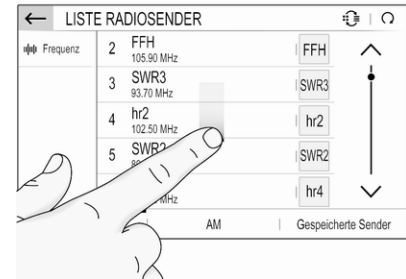 LISTE RADIOSENDER
Frequenz
2 FFH FFH
105.90 MHz
3 SWR3 SWR3
93.70 MHz
4 hr2 hr2
102.50 MHz
5 SWR2 SWR2
hr4
MHz
AM Gespeicherte Sender